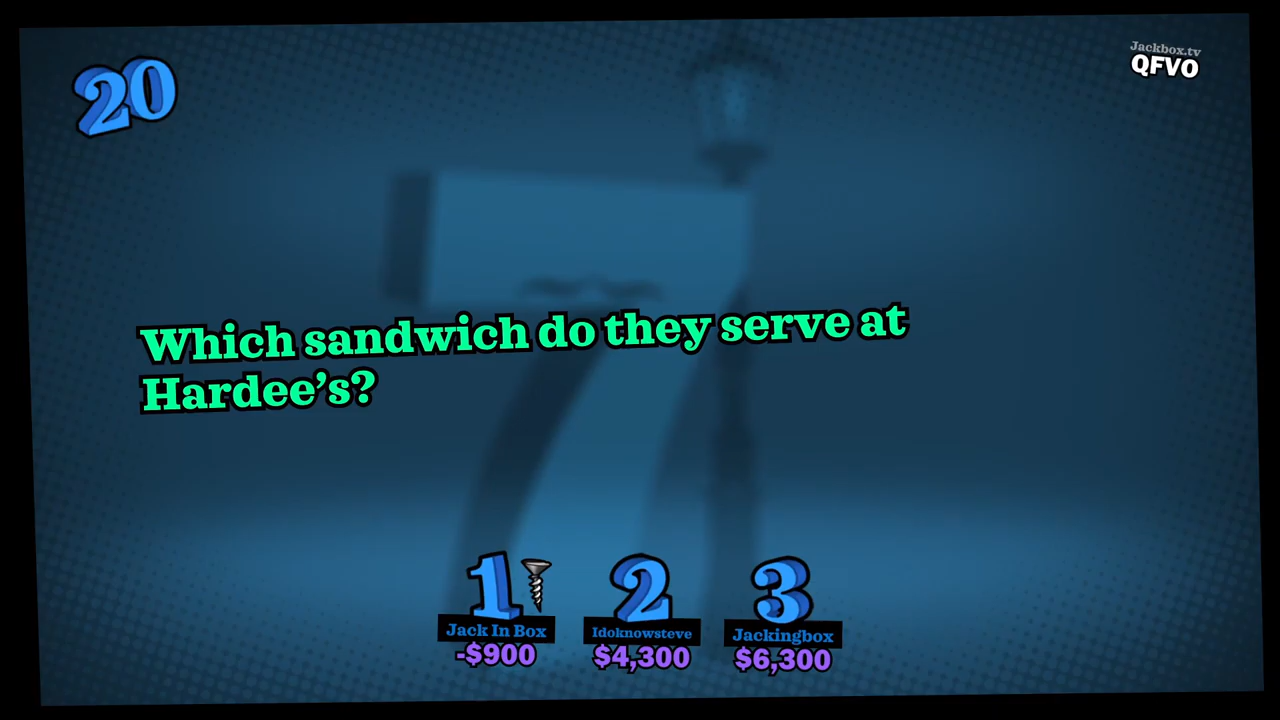 20
Jackbox.tv
QFVO
Which sandwich do they serve at
Hardee's?
1 2 3
Jack In Box Idoknowsteve Jackingbox
-$900 $4,300 $6,300